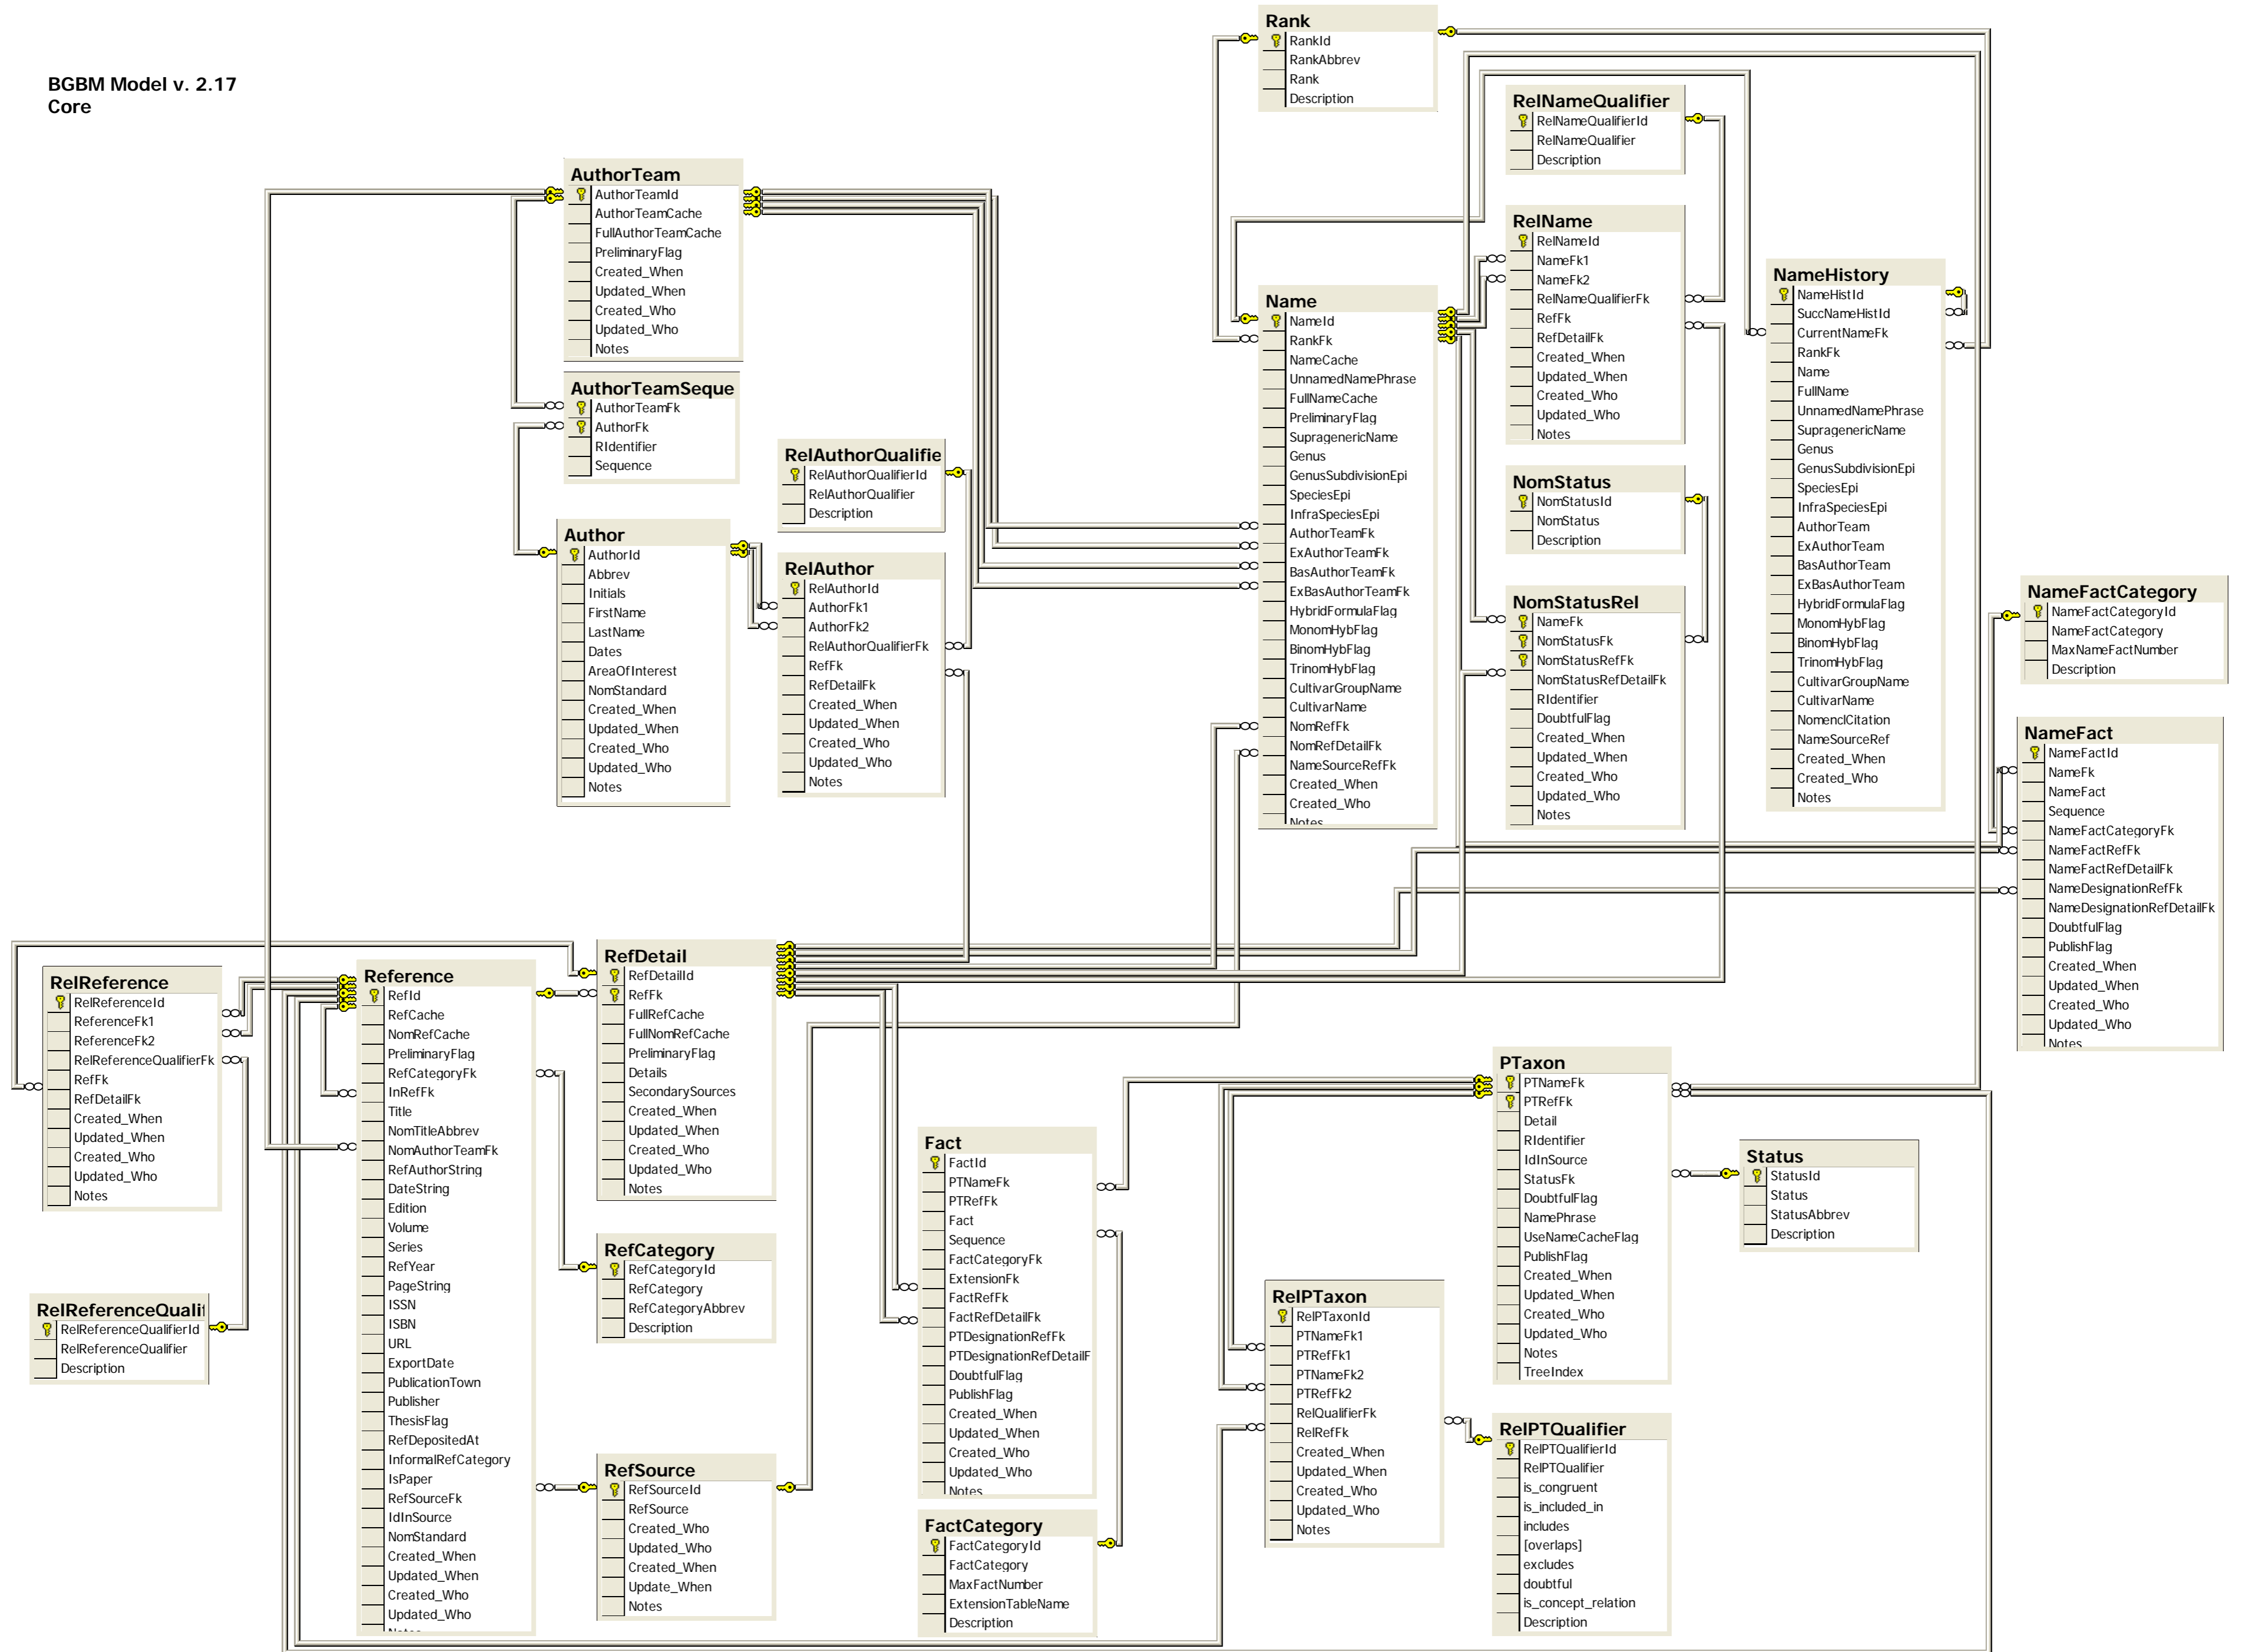 BGBM Model v. 2.17
Core
Rank
RankId
RankAbbrev
Rank
Description
RelNameQualifier
RelNameQualifierId
RelNameQualifier
Description
AuthorTeam
AuthorTeamId
AuthorTeamCache
FullAuthorTeamCache
PreliminaryFlag
Created_When
Updated_When
Created_Who
Updated_Who
Notes
RelName
RelNameId
NameFk1
NameFk2
RelNameQualifierFk
RefFk
RefDetailFk
Created_When
Updated_When
Created_Who
Updated_Who
Notes
NameHistory
NameHistId
SuccNameHistId
CurrentNameFk
RankFk
Name
FullName
UnnamedNamePhrase
SupragenericName
Genus
GenusSubdivisionEpi
SpeciesEpi
InfraSpeciesEpi
AuthorTeam
ExAuthorTeam
BasAuthorTeam
ExBasAuthorTeam
HybridFormulaFlag
MonomHybFlag
BinomHybFlag
TrinomHybFlag
CultivarGroupName
CultivarName
NomenclCitation
NameSourceRef
Created_When
Created_Who
Notes
Name
NameId
RankFk
NameCache
UnnamedNamePhrase
FullNameCache
PreliminaryFlag
SupragenericName
Genus
GenusSubdivisionEpi
SpeciesEpi
InfraSpeciesEpi
AuthorTeamFk
ExAuthorTeamFk
BasAuthorTeamFk
ExBasAuthorTeamFk
HybridFormulaFlag
MonomHybFlag
BinomHybFlag
TrinomHybFlag
CultivarGroupName
CultivarName
NomRefFk
NomRefDetailFk
NameSourceRefFk
Created_When
Created_Who
Notes
AuthorTeamSeque
AuthorTeamFk
AuthorFk
RIdentifier
Sequence
RelAuthorQualifie
RelAuthorQualifierId
RelAuthorQualifier
Description
NomStatus
NomStatusId
NomStatus
Description
Author
AuthorId
Abbrev
Initials
FirstName
LastName
Dates
AreaOfInterest
NomStandard
Created_When
Updated_When
Created_Who
Updated_Who
Notes
RelAuthor
RelAuthorId
AuthorFk1
AuthorFk2
RelAuthorQualifierFk
RefFk
RefDetailFk
Created_When
Updated_When
Created_Who
Updated_Who
Notes
NomStatusRel
NameFk
NomStatusFk
NomStatusRefFk
NomStatusRefDetailFk
RIdentifier
DoubtfulFlag
Created_When
Updated_When
Created_Who
Updated_Who
Notes
NameFactCategory
NameFactCategoryId
NameFactCategory
MaxNameFactNumber
Description
NameFact
NameFactId
NameFk
NameFact
Sequence
NameFactCategoryFk
NameFactRefFk
NameFactRefDetailFk
NameDesignationRefFk
NameDesignationRefDetailFk
DoubtfulFlag
PublishFlag
Created_When
Updated_When
Created_Who
Updated_Who
Notes
RelReference
RelReferenceId
ReferenceFk1
ReferenceFk2
RelReferenceQualifierFk
RefFk
RefDetailFk
Created_When
Updated_When
Created_Who
Updated_Who
Notes
Reference
RefId
RefCache
NomRefCache
PreliminaryFlag
RefCategoryFk
InRefFk
Title
NomTitleAbbrev
NomAuthorTeamFk
RefAuthorString
DateString
Edition
Volume
Series
RefYear
PageString
ISSN
ISBN
URL
ExportDate
PublicationTown
Publisher
ThesisFlag
RefDepositedAt
InformalRefCategory
IsPaper
RefSourceFk
IdInSource
NomStandard
Created_When
Updated_When
Created_Who
Updated_Who
RefDetail
RefDetailId
RefFk
FullRefCache
FullNomRefCache
PreliminaryFlag
Details
SecondarySources
Created_When
Updated_When
Created_Who
Updated_Who
Notes
RelReferenceQualif
RelReferenceQualifierId
RelReferenceQualifier
Description
RefCategory
RefCategoryId
RefCategory
RefCategoryAbbrev
Description
RefSource
RefSourceId
RefSource
Created_Who
Updated_Who
Created_When
Update_When
Notes
Fact
FactId
PTNameFk
PTRefFk
Fact
Sequence
FactCategoryFk
ExtensionFk
FactRefFk
FactRefDetailFk
PTDesignationRefFk
PTDesignationRefDetailF
DoubtfulFlag
PublishFlag
Created_When
Updated_When
Created_Who
Updated_Who
Notes
FactCategory
FactCategoryId
FactCategory
MaxFactNumber
ExtensionTableName
Description
PTaxon
PTNameFk
PTRefFk
Detail
RIdentifier
IdInSource
StatusFk
DoubtfulFlag
NamePhrase
UseNameCacheFlag
PublishFlag
Created_When
Updated_When
Created_Who
Updated_Who
Notes
TreeIndex
Status
StatusId
Status
StatusAbbrev
Description
RelPTaxon
RelPTaxonId
PTNameFk1
PTRefFk1
PTNameFk2
PTRefFk2
RelQualifierFk
RelRefFk
Created_When
Updated_When
Created_Who
Updated_Who
Notes
RelPTQualifier
RelPTQualifierId
RelPTQualifier
is_congruent
is_included_in
includes
[overlaps]
excludes
doubtful
is_concept_relation
Description